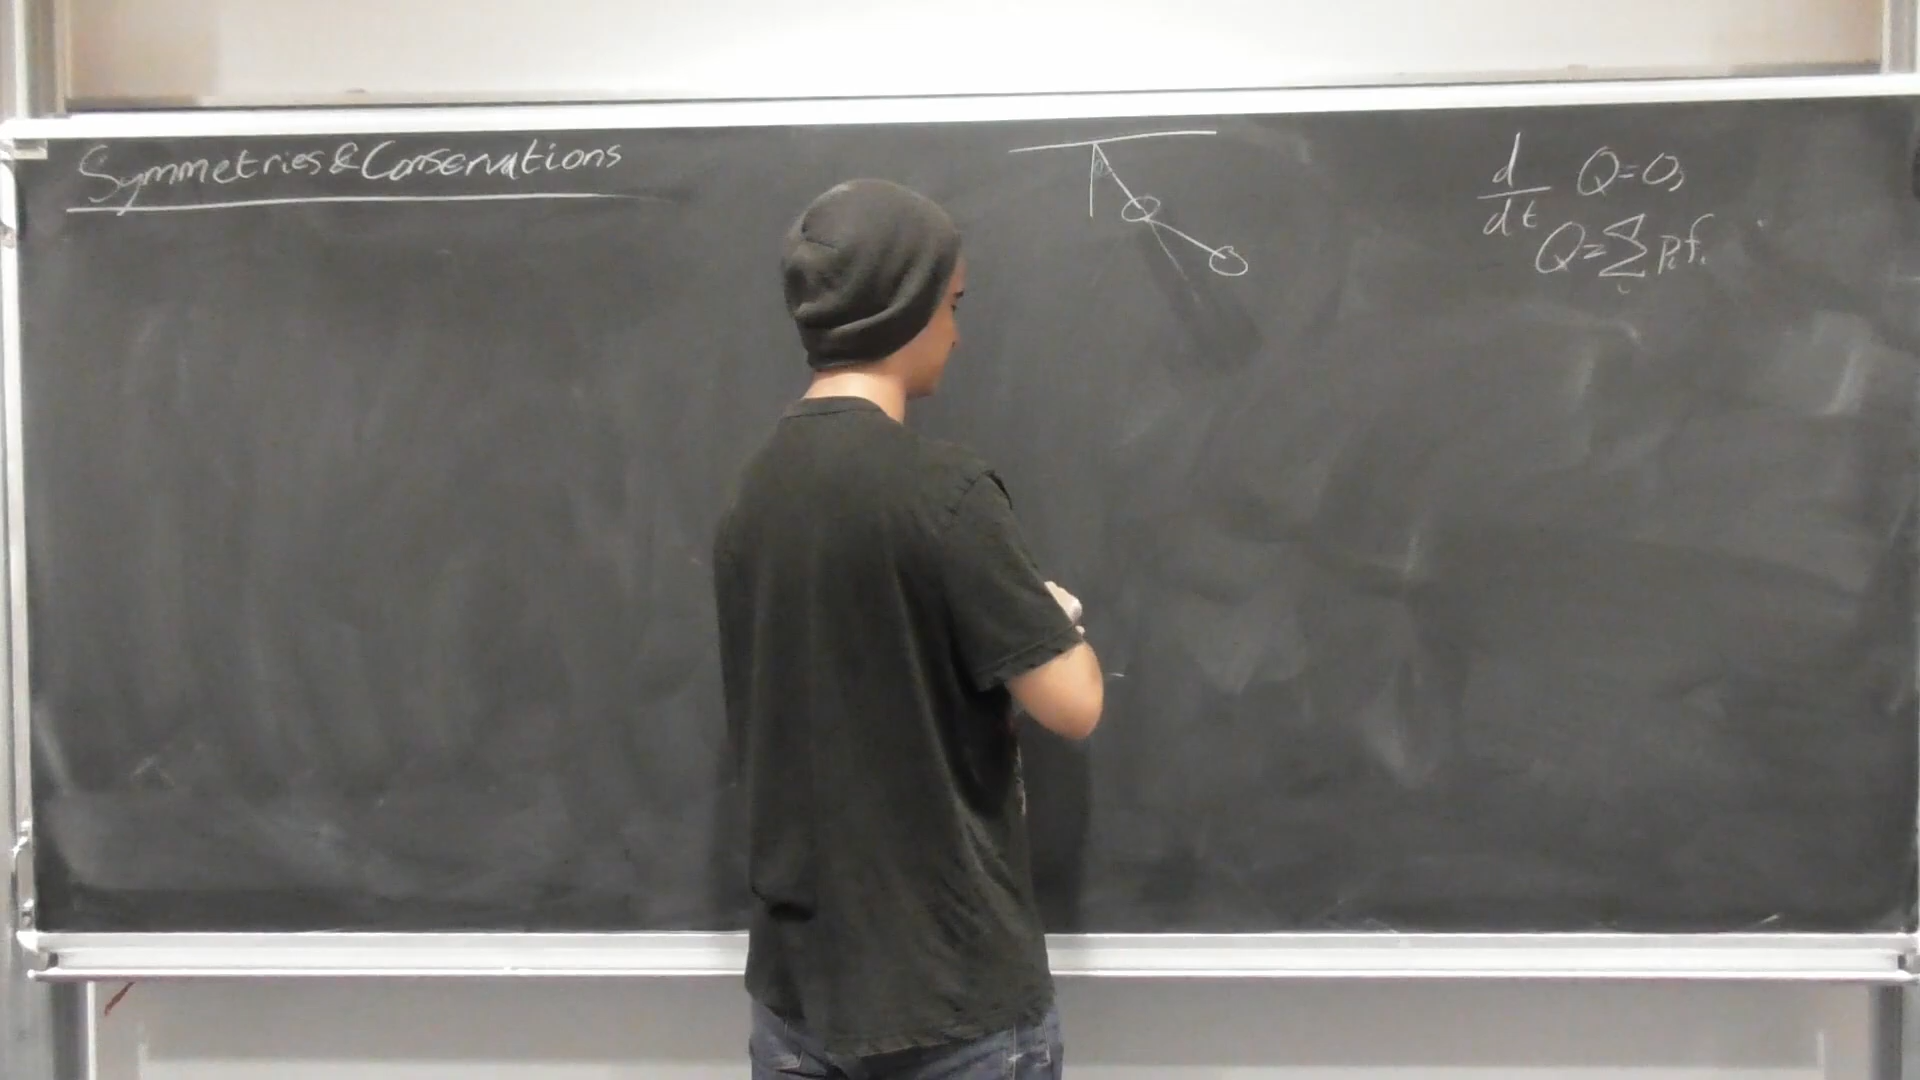 Symmetries & Conservations
d/dt Q=0,
Q=∑ᵢ pᵢfᵢ